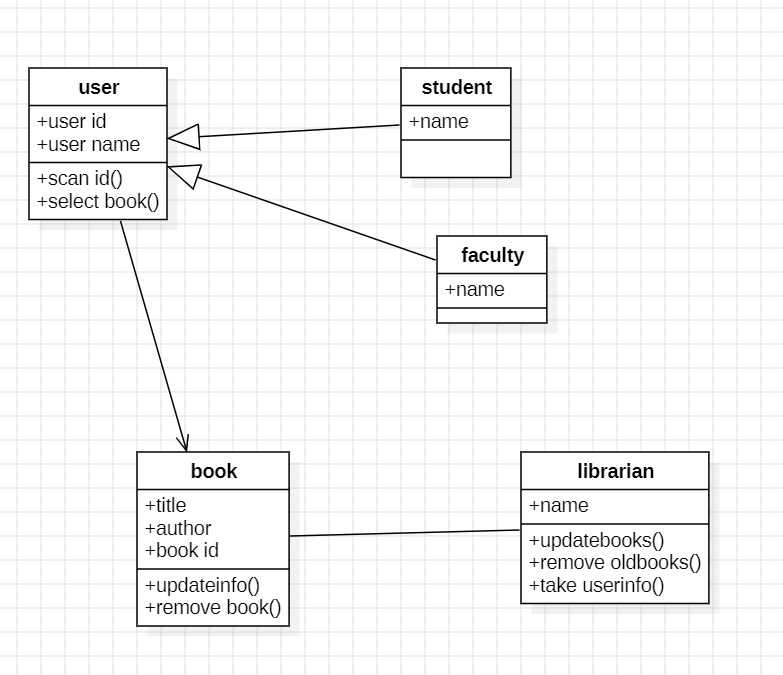 user
+user id
+user name
+scan id()
+select book()
student
+name
faculty
+name
book
+title
+author
+book id
+updateinfo()
+remove book()
librarian
+name
+updatebooks()
+remove oldbooks()
+take userinfo()